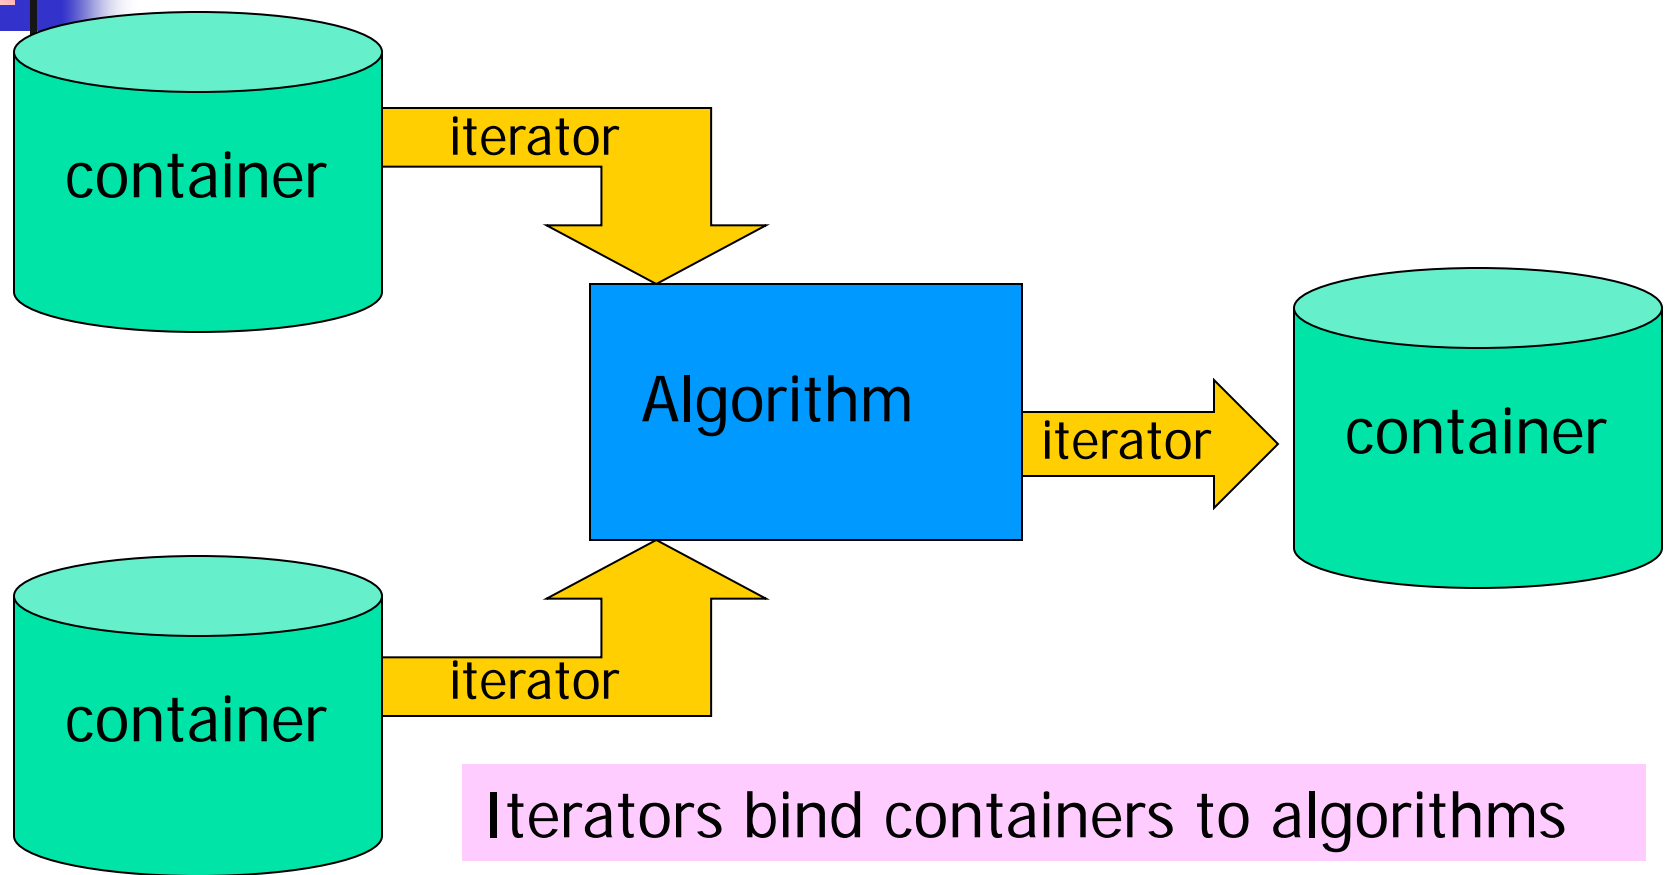 container
iterator
Algorithm
iterator
container
iterator
container
Iterators bind containers to algorithms